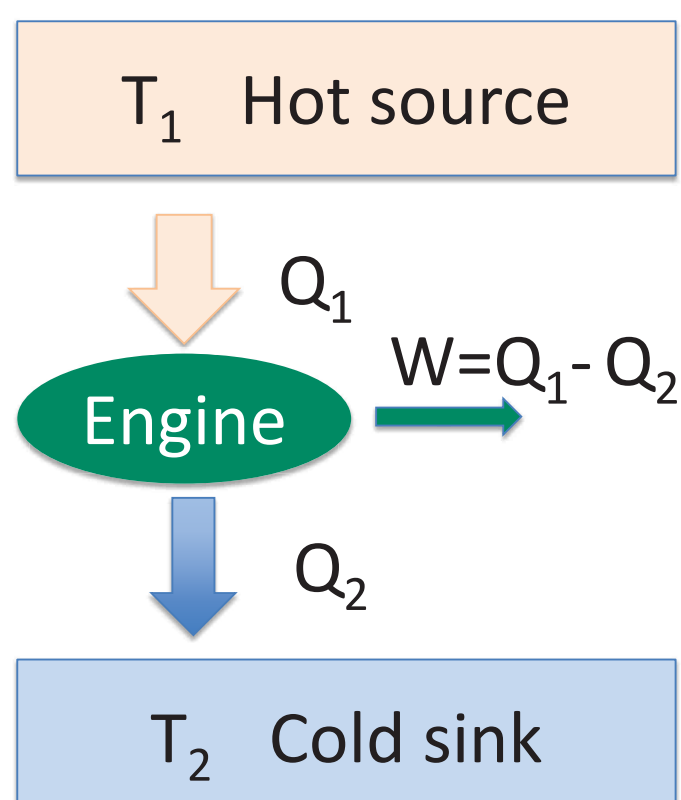 T₁ Hot source
Q₁
W=Q₁- Q₂
Engine
Q₂
T₂ Cold sink